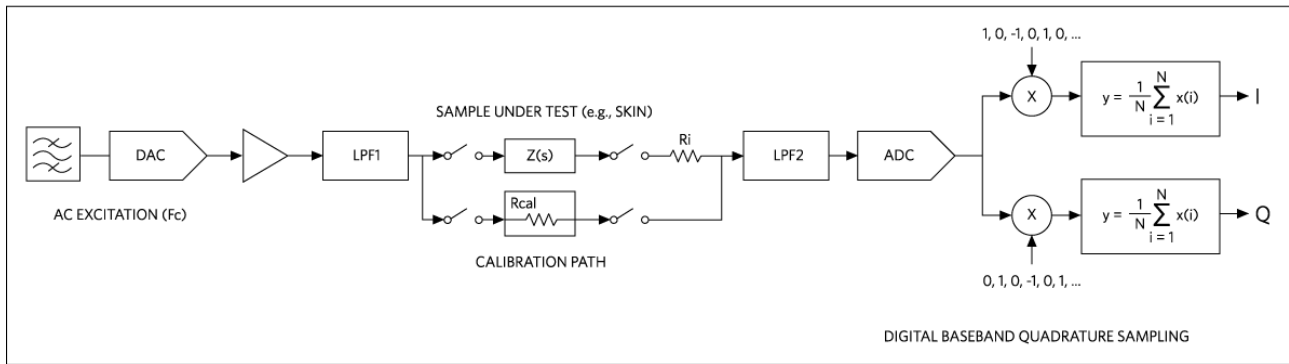 1, 0, -1, 0, 1, 0, ...
X
y = 1/N N∑i = 1 x(i)
I
SAMPLE UNDER TEST (e.g., SKIN)
DAC
LPF1
Z(s)
Ri
LPF2
ADC
AC EXCITATION (Fc)
Rcal
CALIBRATION PATH
X
y = 1/N N∑i = 1 x(i)
Q
0, 1, 0, -1, 0, 1, ...
DIGITAL BASEBAND QUADRATURE SAMPLING